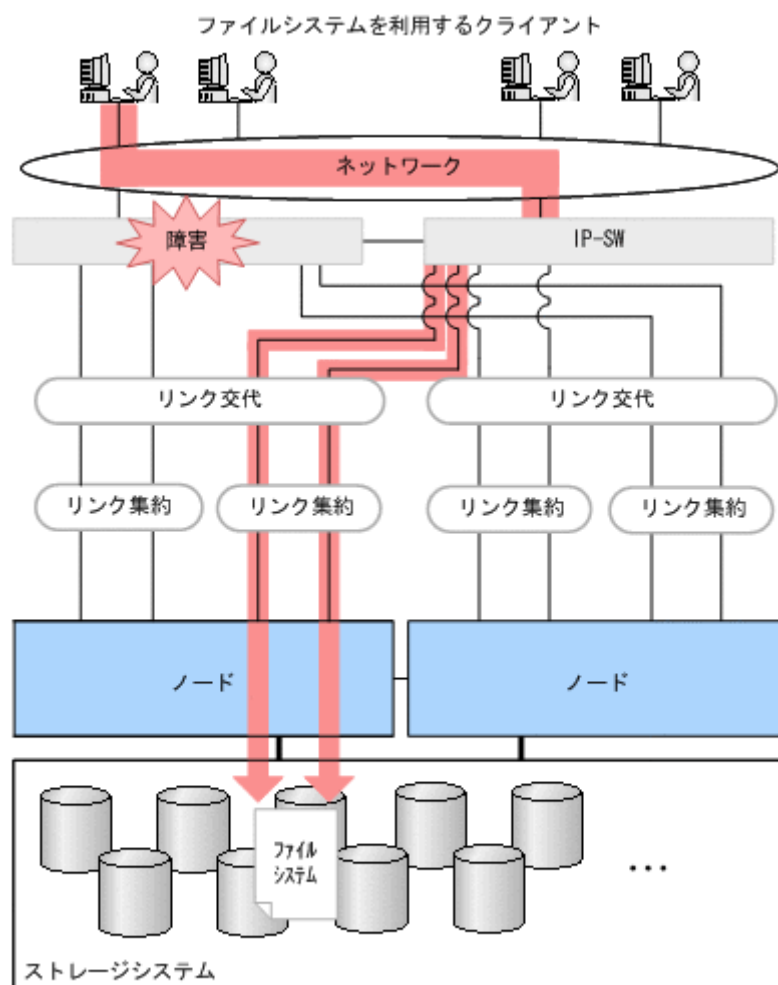 ファイルシステムを利用するクライアント
ネットワーク
障害
IP-SW
リンク交代
リンク交代
リンク集約
リンク集約
リンク集約
リンク集約
ノード
ノード
ファイル
システム
...
ストレージシステム